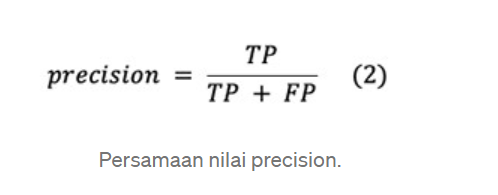 precision = TP / TP + FP (2)
Persamaan nilai precision.